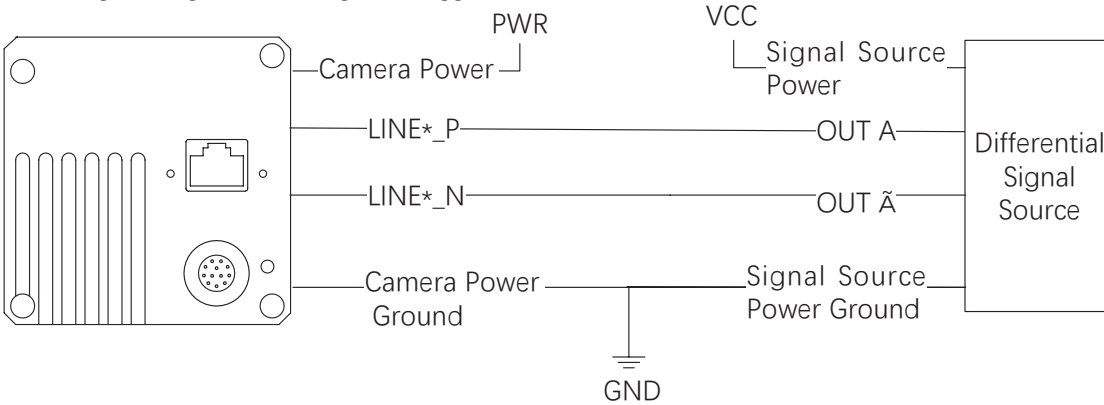 PWR
VCC
Camera Power
Signal Source
Power
LINE*_P
OUT A
Differential
Signal
Source
LINE*_N
OUT Ã
Camera Power
Ground
Signal Source
Power Ground
GND